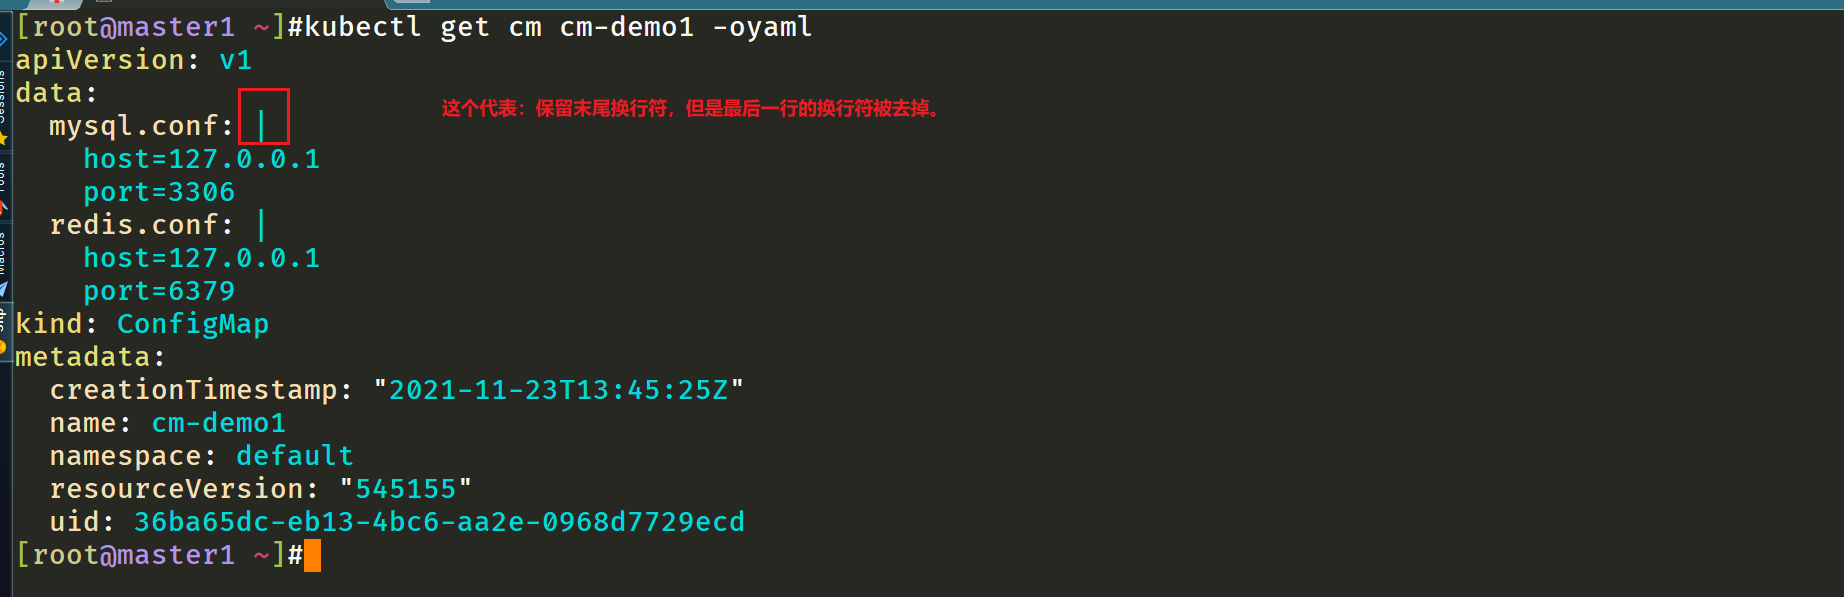 [root@master1 ~]#kubectl get cm cm-demo1 -oyaml
apiVersion: v1
data:
这个代表：保留末尾换行符，但是最后一行的换行符被去掉。
  mysql.conf: |
    host=127.0.0.1
    port=3306
  redis.conf: |
    host=127.0.0.1
    port=6379
kind: ConfigMap
metadata:
  creationTimestamp: "2021-11-23T13:45:25Z"
  name: cm-demo1
  namespace: default
  resourceVersion: "545155"
  uid: 36ba65dc-eb13-4bc6-aa2e-0968d7729ecd
[root@master1 ~]#
Sessions
Macros